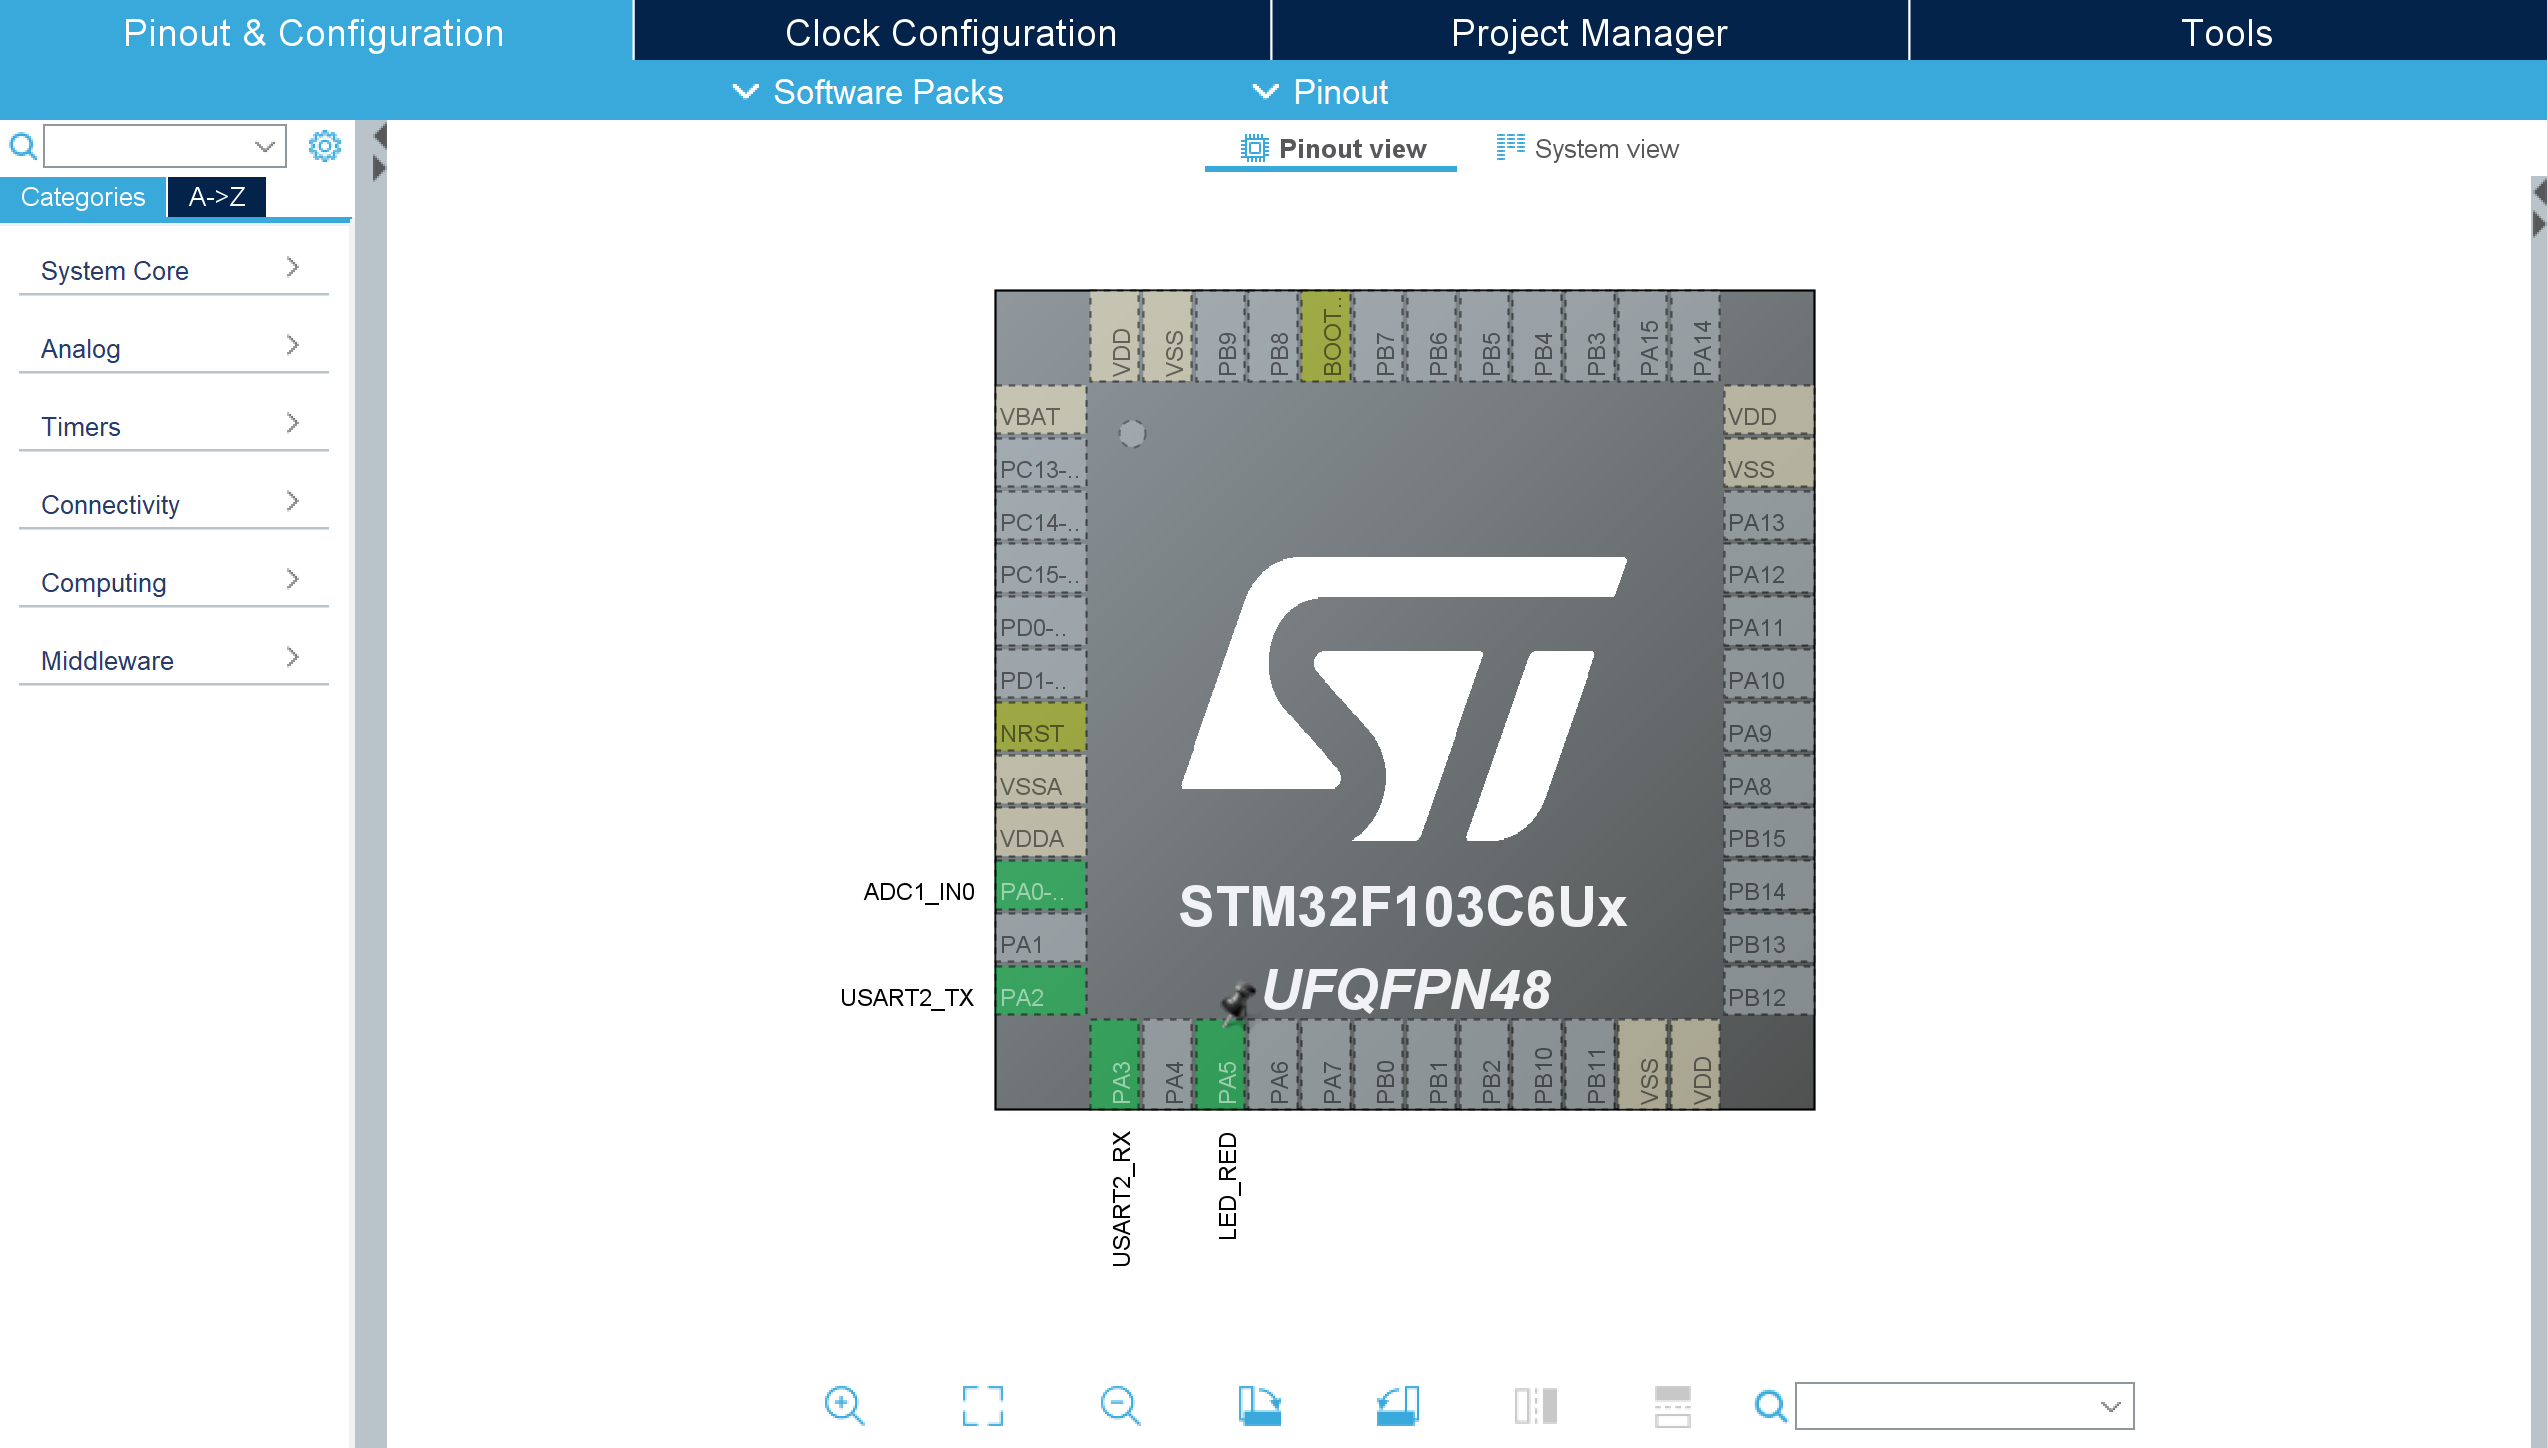 Pinout & Configuration
Clock Configuration
Project Manager
Tools
Software Packs
Pinout
Pinout view
System view
Categories
A->Z
System Core
Analog
Timers
Connectivity
Computing
Middleware
VDD
VSS
PB9
PB8
BOOT..
PB7
PB6
PB5
PB4
PB3
PA15
PA14
VBAT
PC13-..
PC14-..
PC15-..
PD0-..
PD1-..
NRST
VSSA
VDDA
ADC1_IN0
PA0-..
PA1
USART2_TX
PA2
VDD
VSS
PA13
PA12
PA11
PA10
PA9
PA8
PB15
PB14
PB13
PB12
ST
STM32F103C6Ux
UFQFPN48
PA3
PA4
PA5
PA6
PA7
PB0
PB1
PB2
PB10
PB11
VSS
VDD
USART2_RX
LED_RED